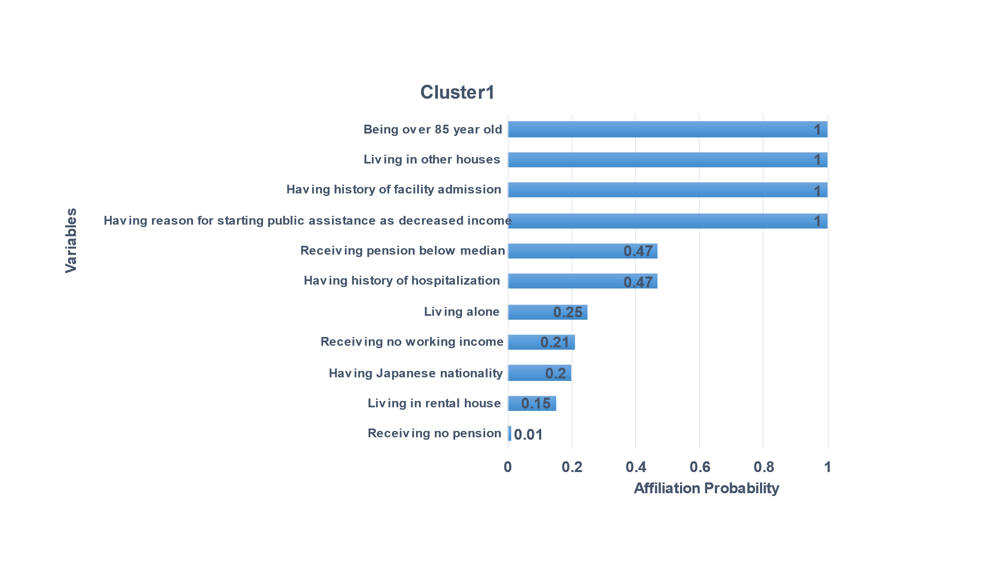 Cluster1
Variables
Being over 85 year old
1
Living in other houses
1
Having history of facility admission
1
Having reason for starting public assistance as decreased income
1
Receiving pension below median
0.47
Having history of hospitalization
0.47
Living alone
0.25
Receiving no working income
0.21
Having Japanese nationality
0.2
Living in rental house
0.15
Receiving no pension
0.01
0 0.2 0.4 0.6 0.8 1
Affiliation Probability